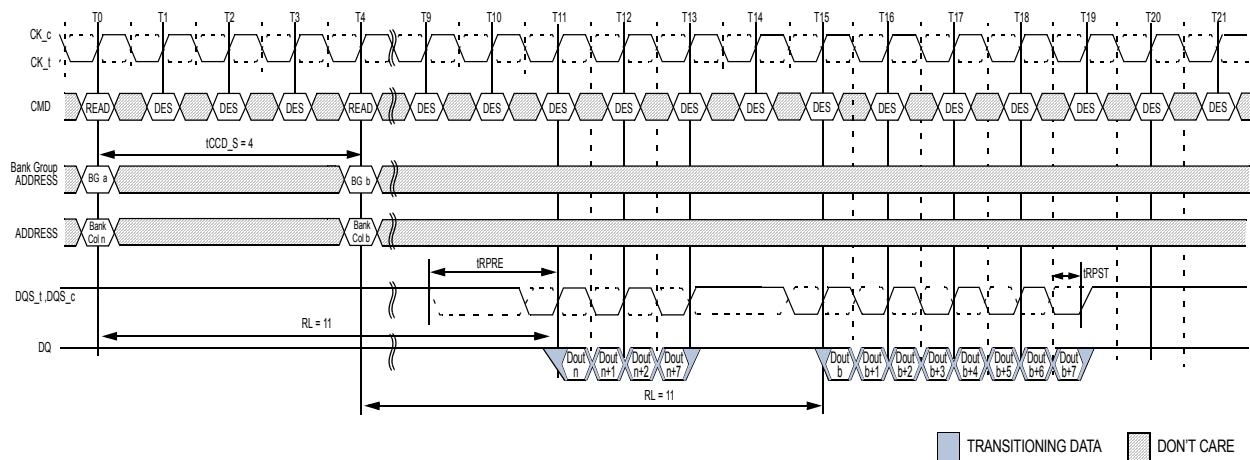 T0 T1 T2 T3 T4 T9 T10 T11 T12 T13 T14 T15 T16 T17 T18 T19 T20 T21
CK_c
CK_t
CMD READ DES DES DES READ DES DES DES DES DES DES DES DES DES DES DES DES DES
tCCD_S = 4
Bank Group
ADDRESS
BG a
BG b
ADDRESS
Bank
Col n
Bank
Col b
tRPRE
tRPST
DQS_t ,DQS_c
RL = 11
DQ
Dout
n
Dout
n+1
Dout
n+2
Dout
n+7
Dout
b
Dout
b+1
Dout
b+2
Dout
b+3
Dout
b+4
Dout
b+5
Dout
b+6
Dout
b+7
RL = 11
TRANSITIONING DATA
DON'T CARE